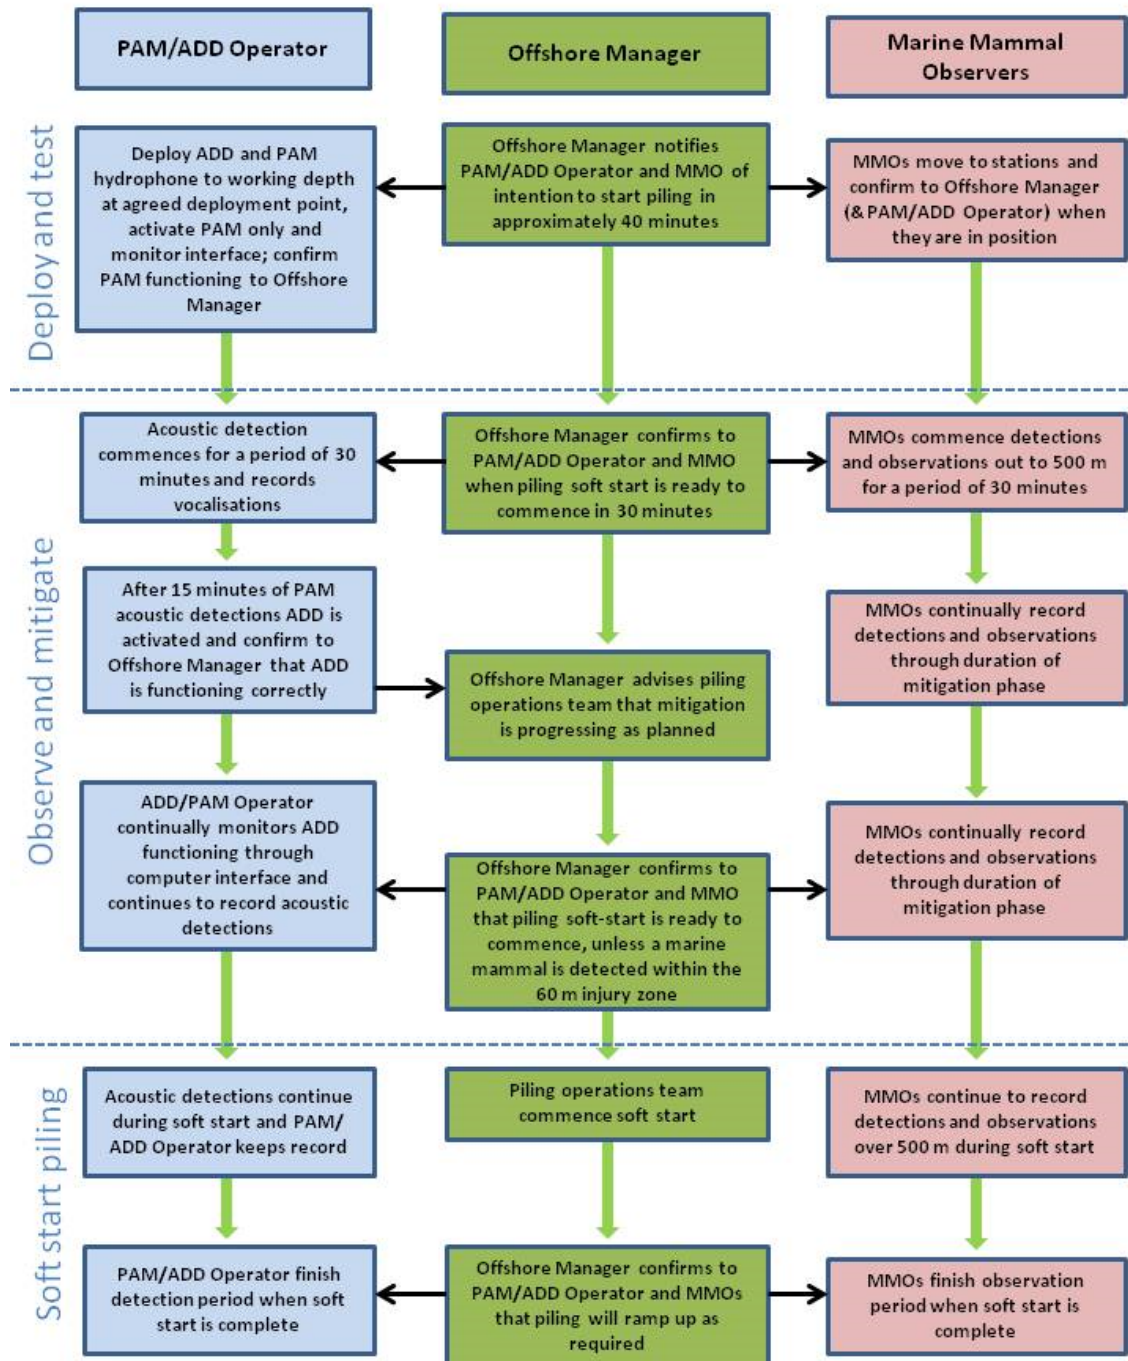 PAM/ADD Operator
Offshore Manager
Marine Mammal
Observers
Deploy and test
Deploy ADD and PAM
hydrophone to working depth
at agreed deployment point,
activate PAM only and
monitor interface; confirm
PAM functioning to Offshore
Manager
Offshore Manager notifies
PAM/ADD Operator and MMO of
intention to start piling in
approximately 40 minutes
MMOs move to stations and
confirm to Offshore Manager
(& PAM/ADD Operator) when
they are in position
Observe and mitigate
Acoustic detection
commences for a period of 30
minutes and records
vocalisations
Offshore Manager confirms to
PAM/ADD Operator and MMO
when piling soft start is ready to
commence in 30 minutes
MMOs commence detections
and observations out to 500 m
for a period of 30 minutes
After 15 minutes of PAM
acoustic detections ADD is
activated and confirm to
Offshore Manager that ADD
is functioning correctly
Offshore Manager advises piling
operations team that mitigation
is progressing as planned
MMOs continually record
detections and observations
through duration of
mitigation phase
ADD/PAM Operator
continually monitors ADD
functioning through
computer interface and
continues to record acoustic
detections
Offshore Manager confirms to
PAM/ADD Operator and MMO
that piling soft-start is ready to
commence, unless a marine
mammal is detected within the
60 m injury zone
MMOs continually record
detections and observations
through duration of
mitigation phase
Soft start piling
Acoustic detections continue
during soft start and PAM/
ADD Operator keeps record
Piling operations team
commence soft start
MMOs continue to record
detections and observations
over 500 m during soft start
PAM/ADD Operator finish
detection period when soft
start is complete
Offshore Manager confirms to
PAM/ADD Operator and MMOs
that piling will ramp up as
required
MMOs finish observation
period when soft start is
complete